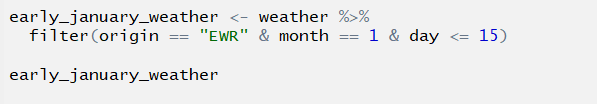 early_january_weather <- weather %>%
  filter(origin == "EWR" & month == 1 & day <= 15)
early_january_weather